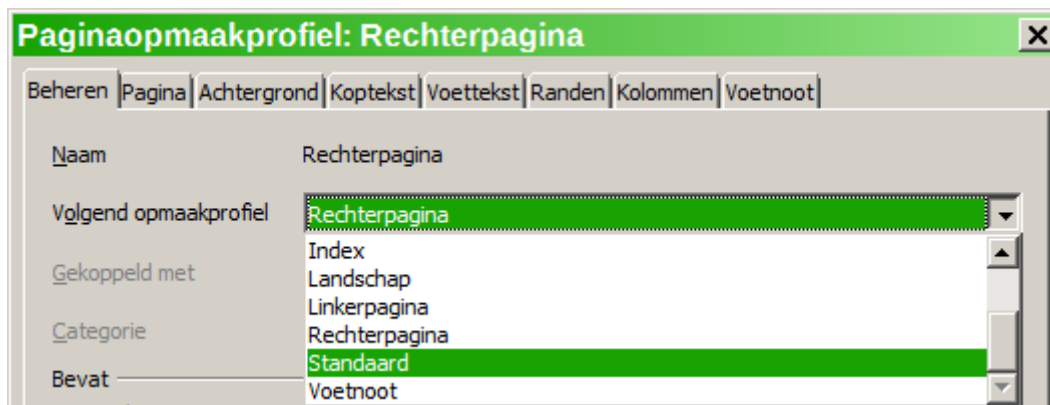 Paginaopmaakprofiel: Rechterpagina
Beheren Pagina Achtergrond Koptekst Voettekst Randen Kolommen Voetnoot
Naam Rechterpagina
Volgend opmaakprofiel Rechterpagina
Index
Gekoppeld met Landschap
Linkerpagina
Categorie Rechterpagina
Standaard
Bevat Voetnoot